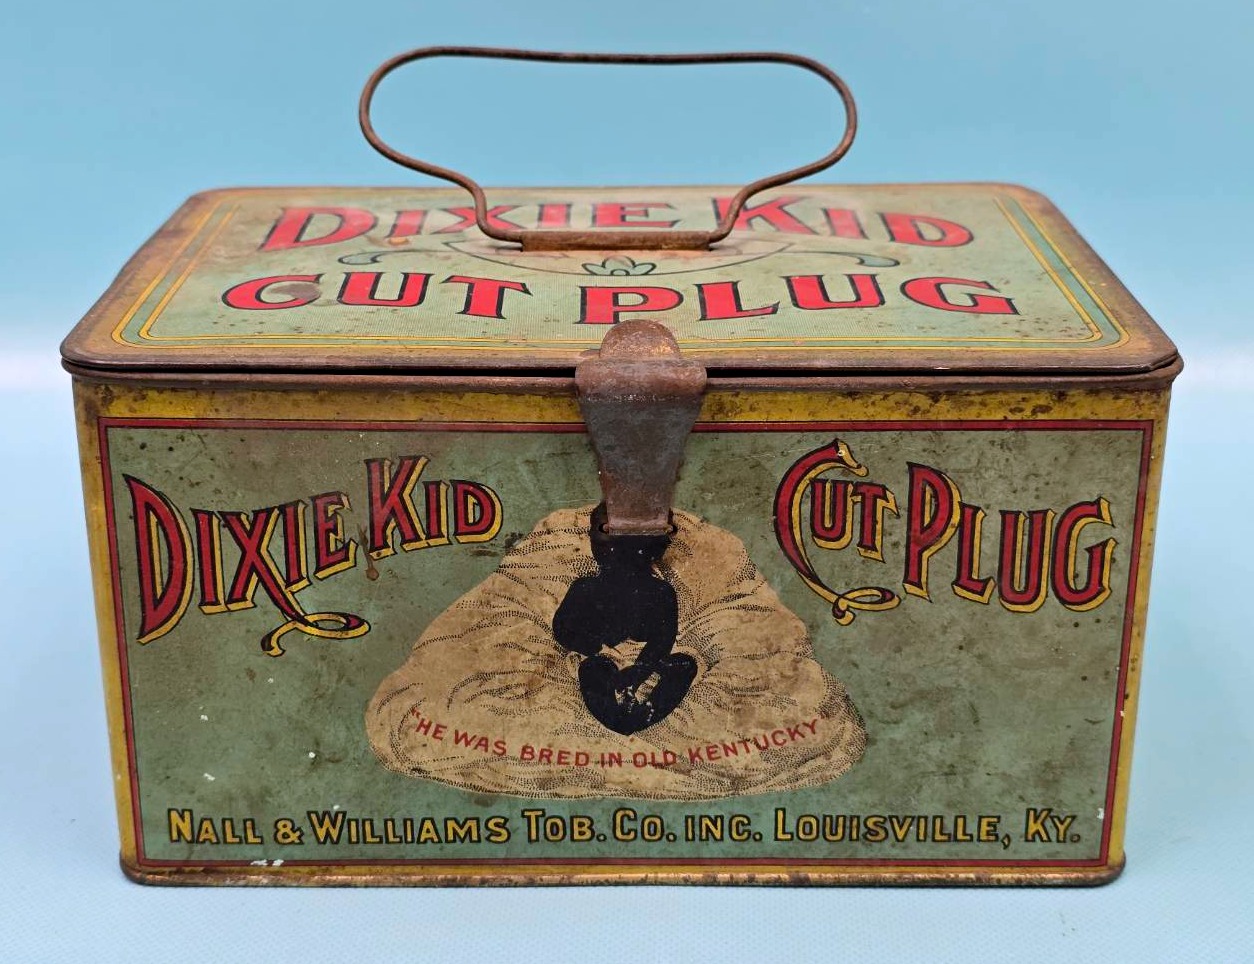 DIXIE KID
CUT PLUG
DIXIE KID CUT PLUG
"HE WAS BRED IN OLD KENTUCKY"
NALL & WILLIAMS TOB. CO. INC. LOUISVILLE, KY.